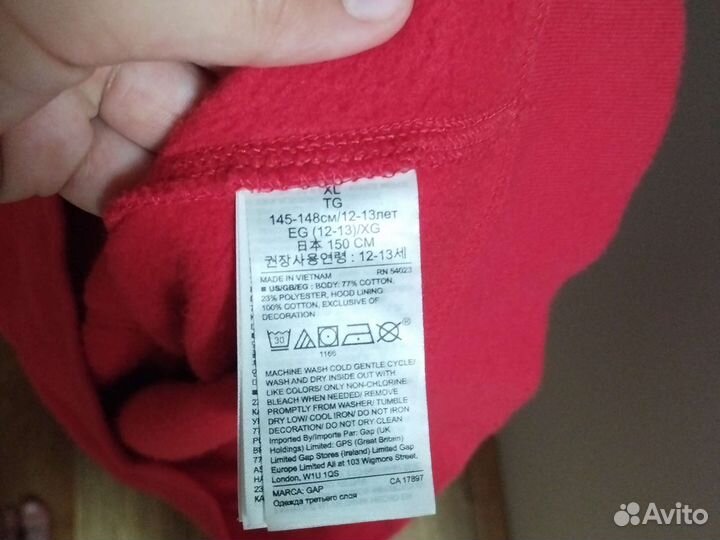 XL
TG
145-148см/12-13лет
EG (12-13)/XG
日本 150 CM
권장사용연령 : 12-13세
MADE IN VIETNAM RN 54023
■ US/GB/EG : BODY: 77% COTTON,
23% POLYESTER, HOOD LINING :
100% COTTON, EXCLUSIVE OF
DECORATION
30
®
1166
MACHINE WASH COLD GENTLE CYCLE/
WASH AND DRY INSIDE OUT WITH
LIKE COLORS/ ONLY NON-CHLORINE
BLEACH WHEN NEEDED/ REMOVE
PROMPTLY FROM WASHER/ TUMBLE
DRY LOW/ COOL IRON/ DO NOT IRON
DECORATION/ DO NOT DRY CLEAN
Imported By/Importe Par: Gap (UK
Holdings) Limited: GPS (Great Britain)
Limited Gap Stores (Ireland) Limited Gap
Europe Limited All at 103 Wigmore Street,
London, W1U 1QS
MARCA: GAP CA 17897
Одежда третьего слоя
Avito